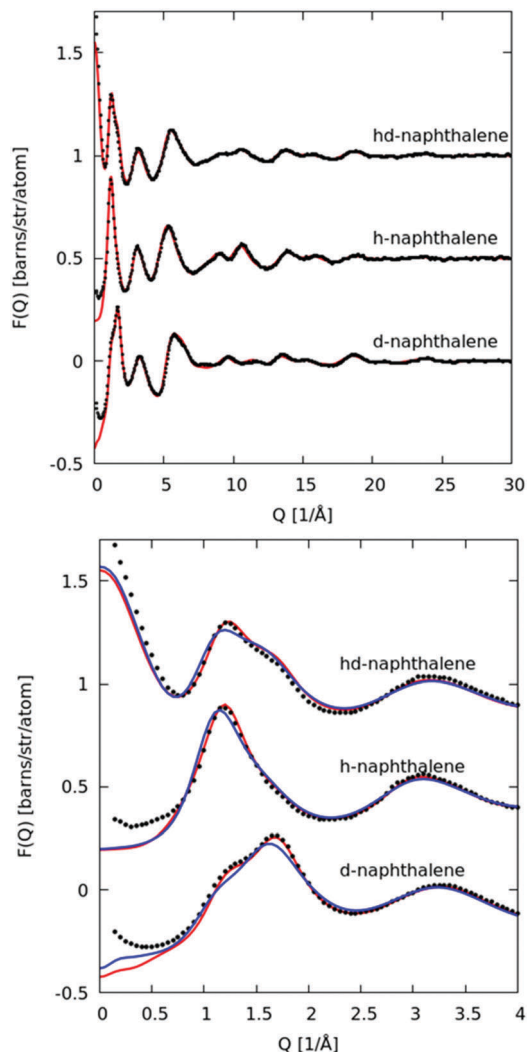 1.5
hd-naphthalene
1
h-naphthalene
0.5
d-naphthalene
0
-0.5
0 5 10 15 20 25 30
F(Q) [barns/str/atom]
Q [1/Å]
1.5
hd-naphthalene
1
h-naphthalene
0.5
d-naphthalene
0
-0.5
0 0.5 1 1.5 2 2.5 3 3.5 4
F(Q) [barns/str/atom]
Q [1/Å]